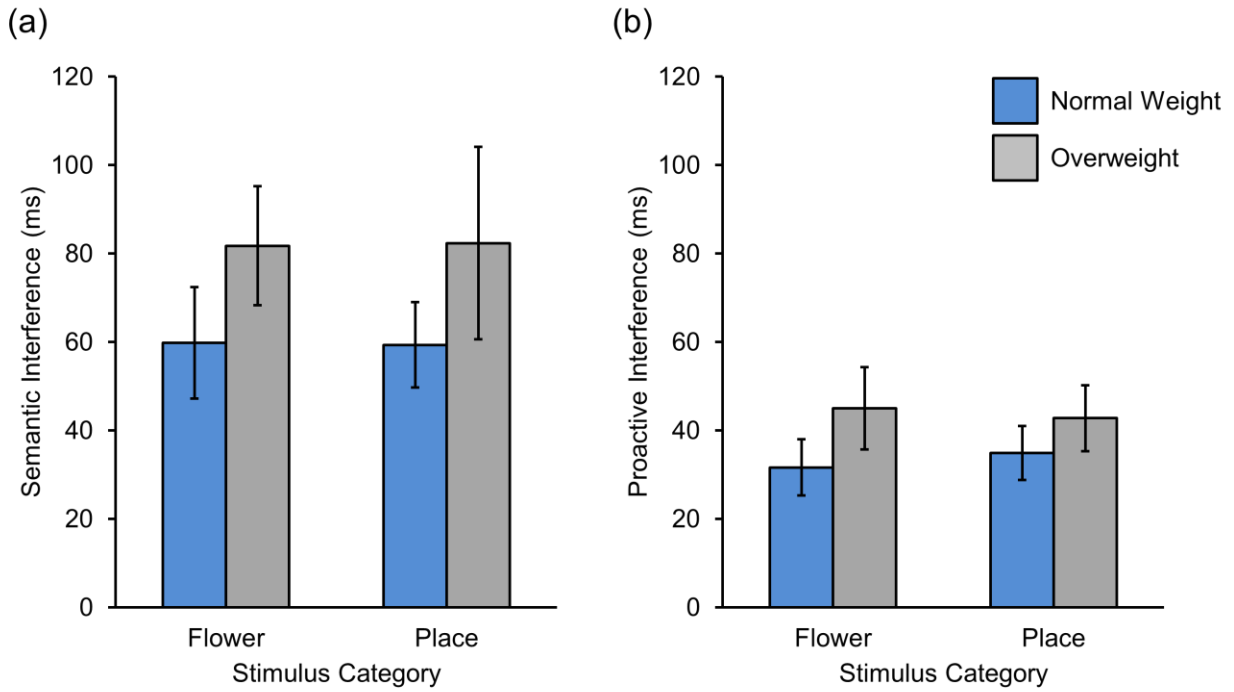 (a)
120
100
80
60
40
20
0
Semantic Interference (ms)
Flower
Place
Stimulus Category
(b)
120
100
80
60
40
20
0
Proactive Interference (ms)
Normal Weight
Overweight
Flower
Place
Stimulus Category